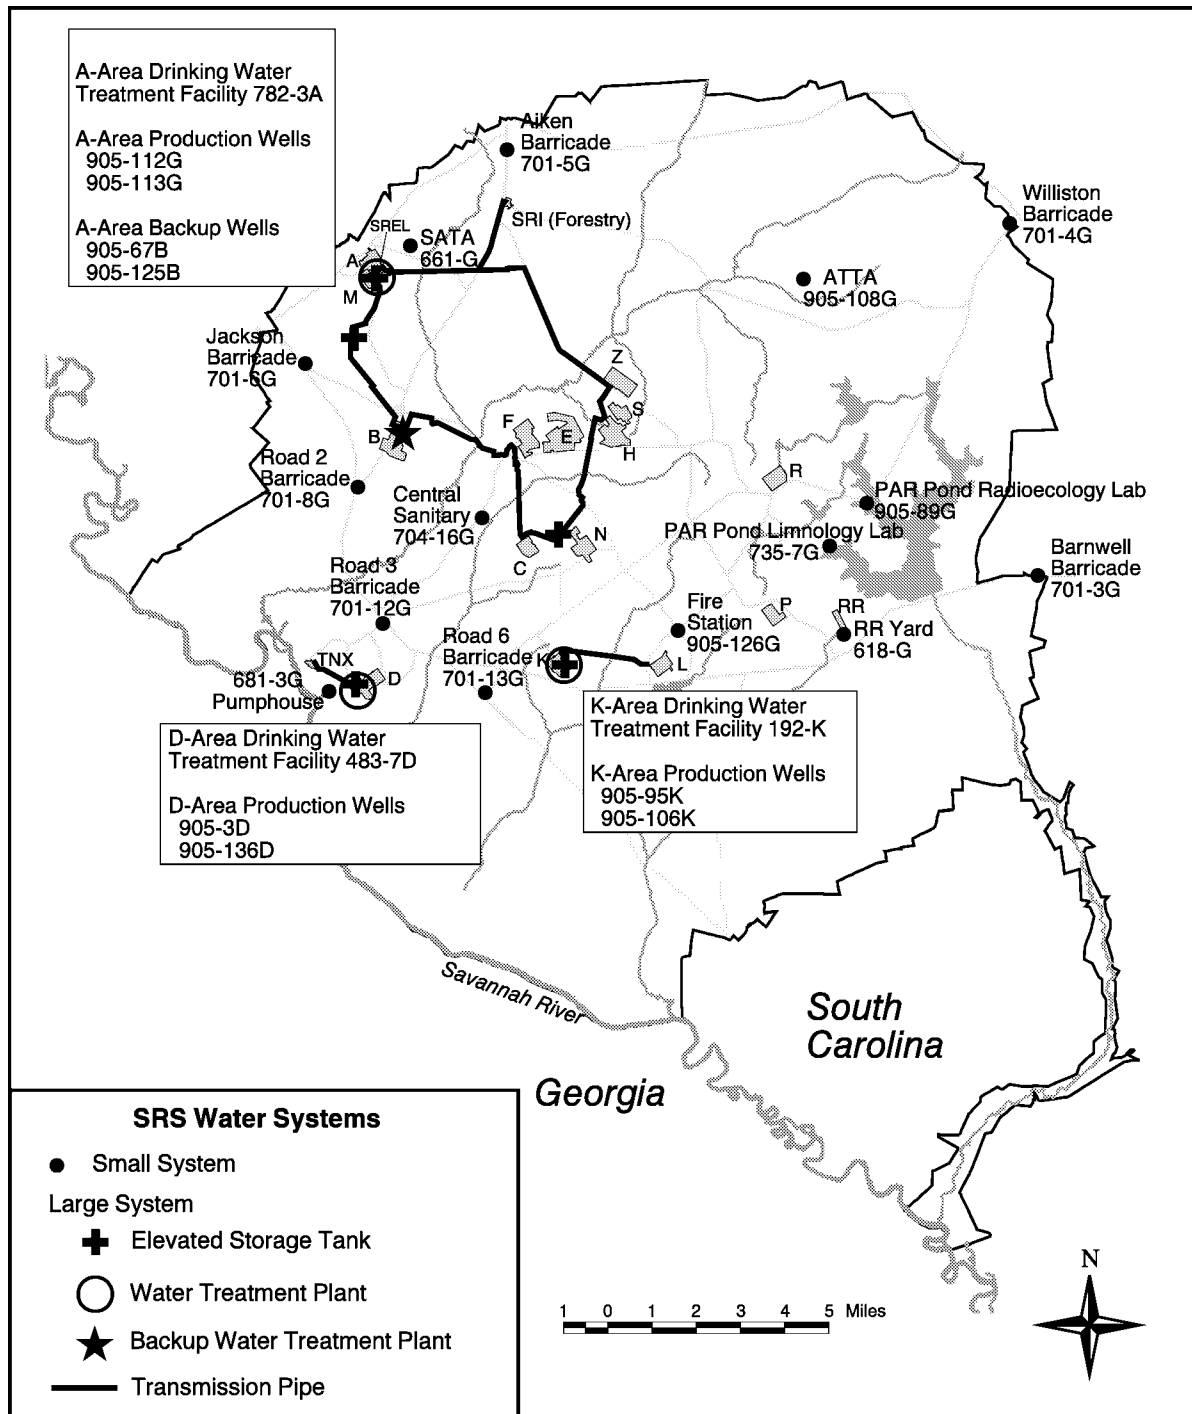 A-Area Drinking Water
Treatment Facility 782-3A
A-Area Production Wells
905-112G
905-113G
A-Area Backup Wells
905-67B
905-125B
Aiken
Barricade
701-5G
SRI (Forestry)
SREL
SATA
661-G
A
M
Williston
Barricade
701-4G
ATTA
905-108G
Jackson
Barricade
701-6G
Z
S
F
E
H
B
Road 2
Barricade
701-8G
Central
Sanitary
704-16G
R
PAR Pond Radioecology Lab
905-89G
PAR Pond Limnology Lab
735-7G
N
C
Barnwell
Barricade
701-3G
Road 3
Barricade
701-12G
Fire
Station
905-126G
P
RR
RR Yard
618-G
Road 6
Barricade
701-13G
K
L
TNX
D
681-3G
Pumphouse
D-Area Drinking Water
Treatment Facility 483-7D
D-Area Production Wells
905-3D
905-136D
K-Area Drinking Water
Treatment Facility 192-K
K-Area Production Wells
905-95K
905-106K
Savannah River
South
Carolina
Georgia
SRS Water Systems
Small System
Large System
Elevated Storage Tank
Water Treatment Plant
Backup Water Treatment Plant
Transmission Pipe
1 0 1 2 3 4 5 Miles
N